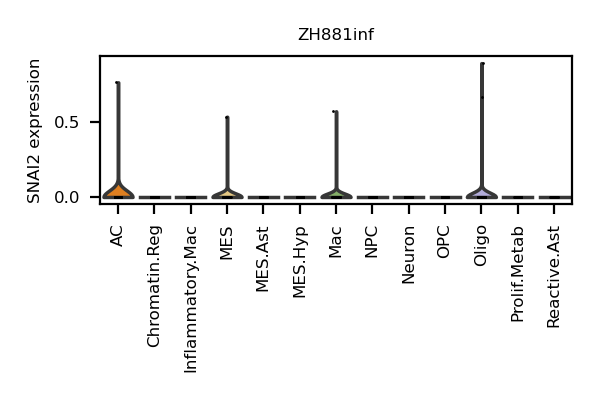 ZH881inf
SNAI2 expression
0.5
0.0
AC
Chromatin.Reg
Inflammatory.Mac
MES
MES.Ast
MES.Hyp
Mac
NPC
Neuron
OPC
Oligo
Prolif.Metab
Reactive.Ast